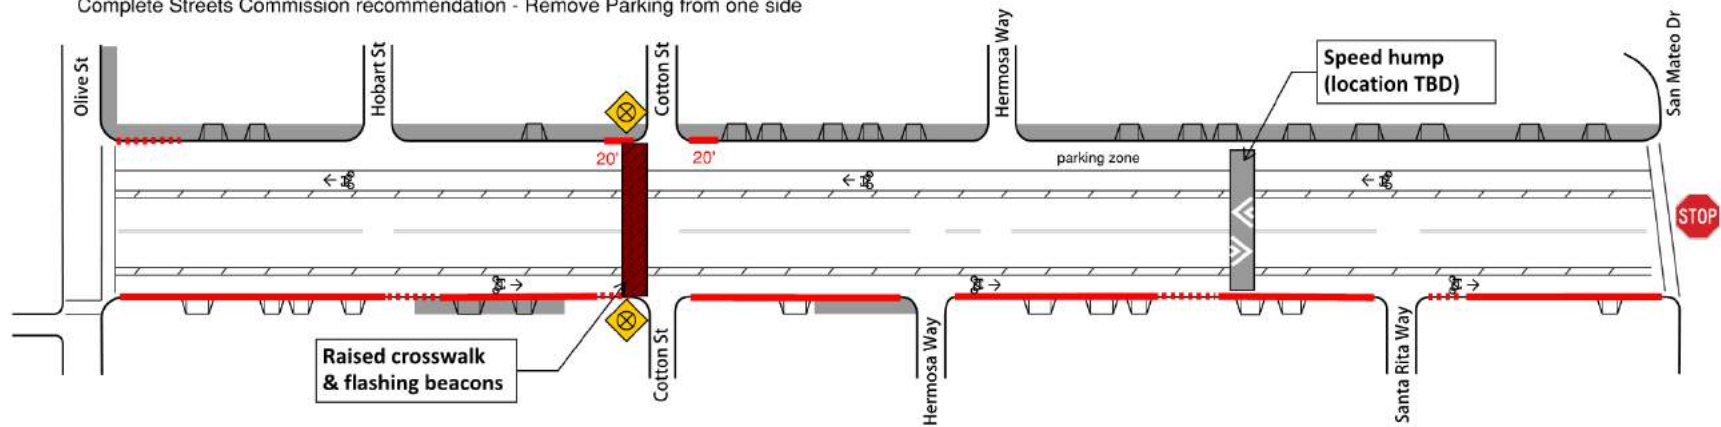 Complete Streets Commission recommendation - Remove Parking from one side
Olive St
Hobart St
Cotton St
Hermosa Way
Speed hump
(location TBD)
San Mateo Dr
20'
20'
parking zone
STOP
Raised crosswalk
& flashing beacons
Cotton St
Hermosa Way
Santa Rita Way